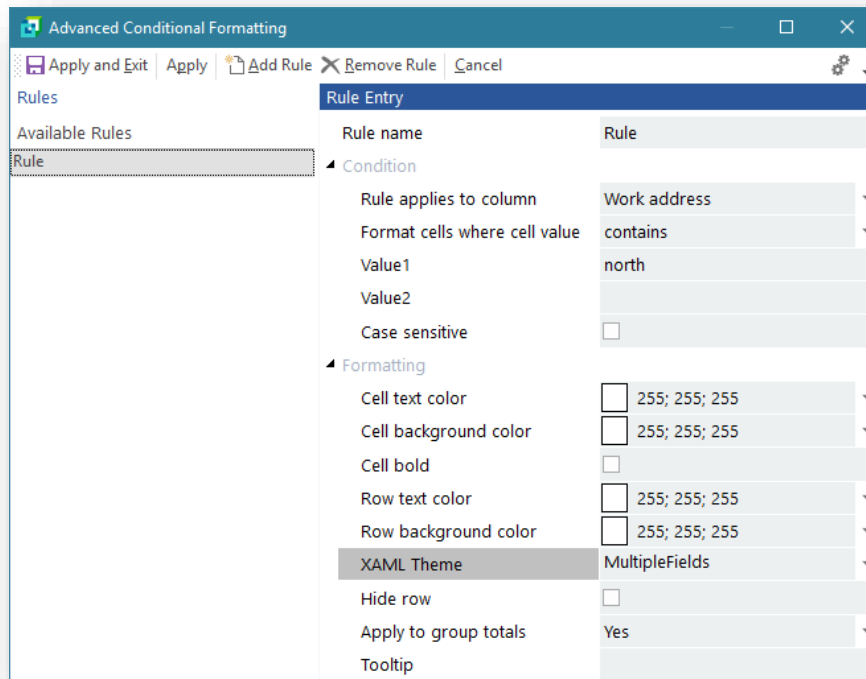 Advanced Conditional Formatting
Apply and Exit Apply Add Rule Remove Rule Cancel
Rules
Available Rules
Rule
Rule Entry
Rule name Rule
Condition
Rule applies to column Work address
Format cells where cell value contains
Value1 north
Value2
Case sensitive
Formatting
Cell text color 255; 255; 255
Cell background color 255; 255; 255
Cell bold
Row text color 255; 255; 255
Row background color 255; 255; 255
XAML Theme MultipleFields
Hide row
Apply to group totals Yes
Tooltip